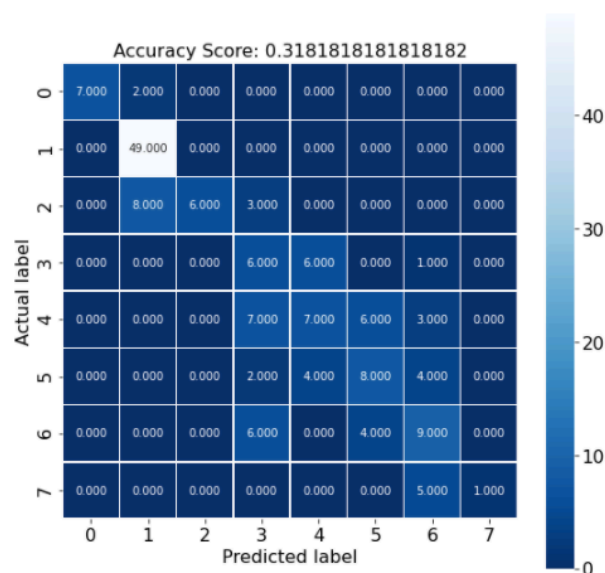 Accuracy Score: 0.3181818181818182
0 7.000 2.000 0.000 0.000 0.000 0.000 0.000 0.000
1 0.000 49.000 0.000 0.000 0.000 0.000 0.000 0.000
2 0.000 8.000 6.000 3.000 0.000 0.000 0.000 0.000
3 0.000 0.000 0.000 6.000 6.000 0.000 1.000 0.000
4 0.000 0.000 0.000 7.000 7.000 6.000 3.000 0.000
5 0.000 0.000 0.000 2.000 4.000 8.000 4.000 0.000
6 0.000 0.000 0.000 6.000 0.000 4.000 9.000 0.000
7 0.000 0.000 0.000 0.000 0.000 0.000 5.000 1.000
0 1 2 3 4 5 6 7
Predicted label
Actual label
40
30
20
10
0